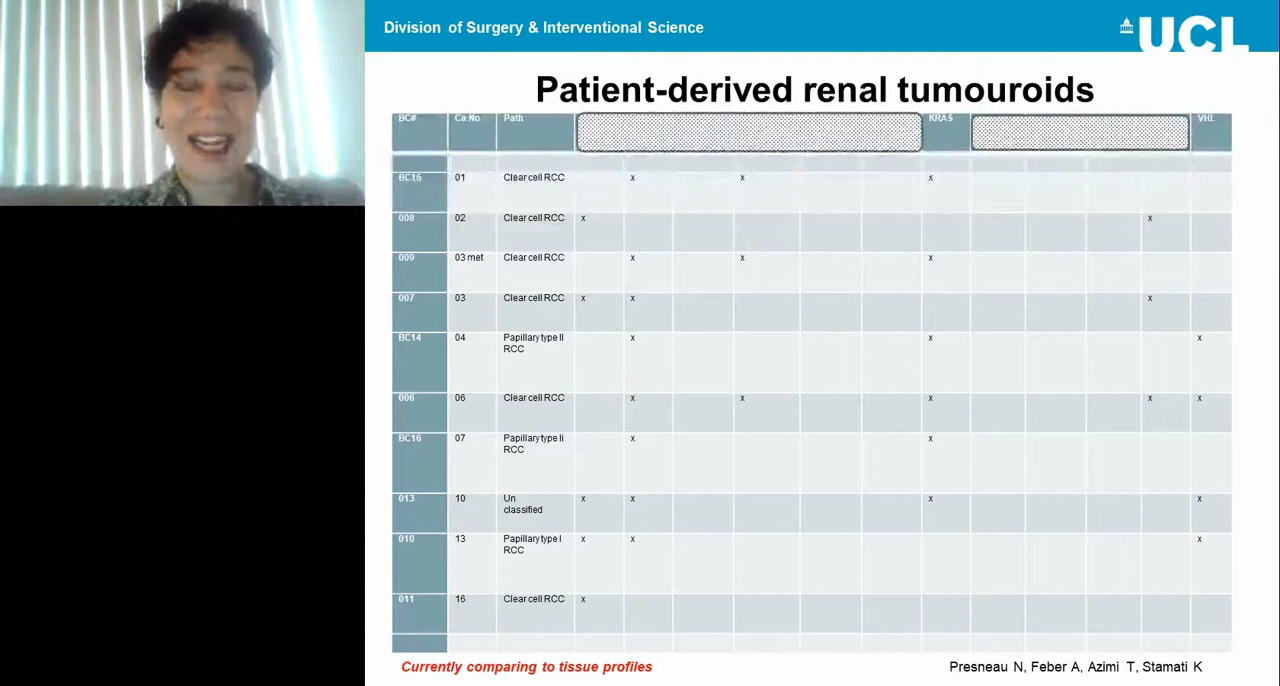 Division of Surgery & Interventional Science
UCL
Patient-derived renal tumouroids
BC# Ca No Path KRAS VHL
BC15 01 Clear cell RCC x x x
008 02 Clear cell RCC x x
009 03 met Clear cell RCC x x x
007 03 Clear cell RCC x x x
BC14 04 Papillary type II x x x
RCC
006 06 Clear cell RCC x x x x x
BC16 07 Papillary type Ii x x
RCC
013 10 Un x x x x
classified
010 13 Papillary type I x x x
RCC
011 16 Clear cell RCC x
Currently comparing to tissue profiles
Presneau N, Feber A, Azimi T, Stamati K